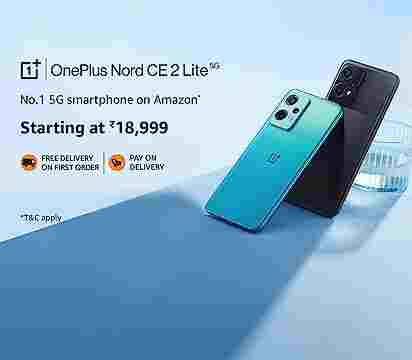 1+ | OnePlus Nord CE 2 Lite 5G
No.1 5G smartphone on Amazon*
Starting at ₹18,999
FREE DELIVERY
ON FIRST ORDER
PAY ON
DELIVERY
*T&C apply